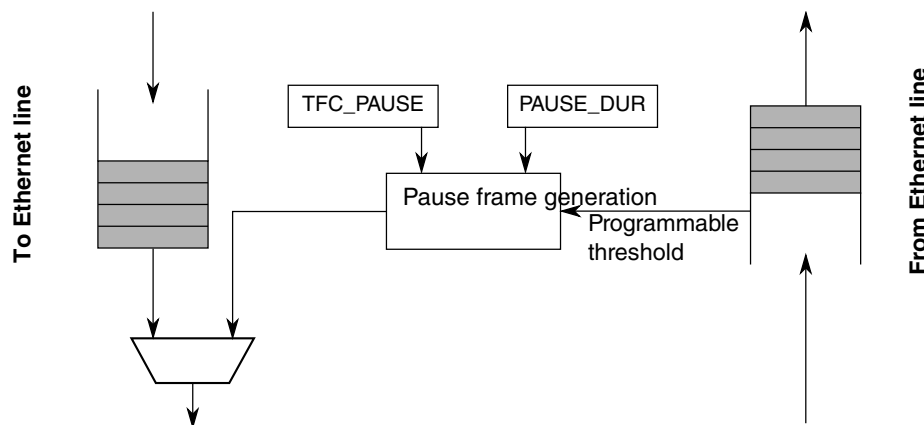 To Ethernet line
TFC_PAUSE
PAUSE_DUR
Pause frame generation
Programmable
threshold
From Ethernet line